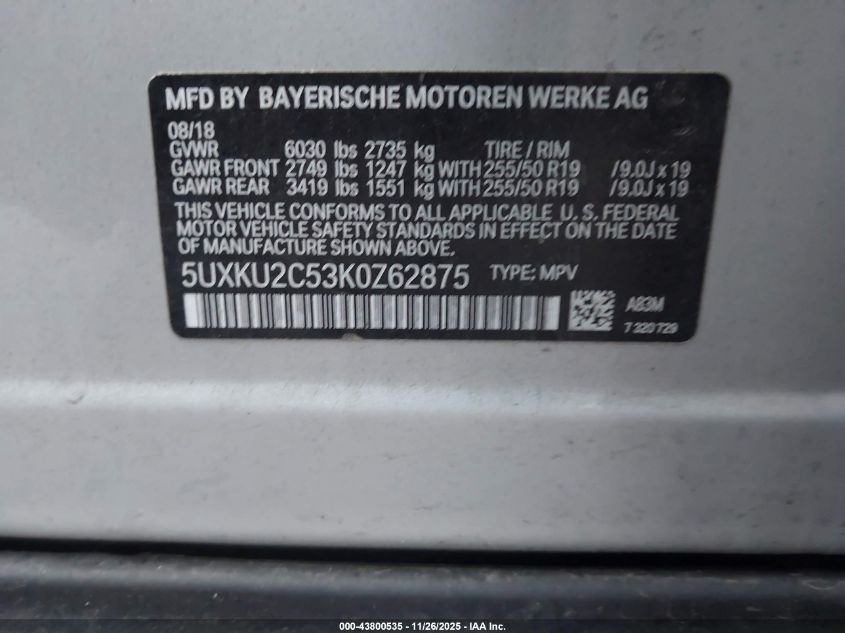 MFD BY BAYERISCHE MOTOREN WERKE AG
08/18
GVWR 6030 lbs 2735 kg TIRE / RIM
GAWR FRONT 2749 lbs 1247 kg WITH 255/50 R19 /9.0J x 19
GAWR REAR 3419 lbs 1551 kg WITH 255/50 R19 /9.0J x 19
THIS VEHICLE CONFORMS TO ALL APPLICABLE U. S. FEDERAL
MOTOR VEHICLE SAFETY STANDARDS IN EFFECT ON THE DATE
OF MANUFACTURE SHOWN ABOVE.
5UXKU2C53K0Z62875 TYPE: MPV
A83M
7 320 729
000-43800535 - 11/26/2025 - IAA Inc.